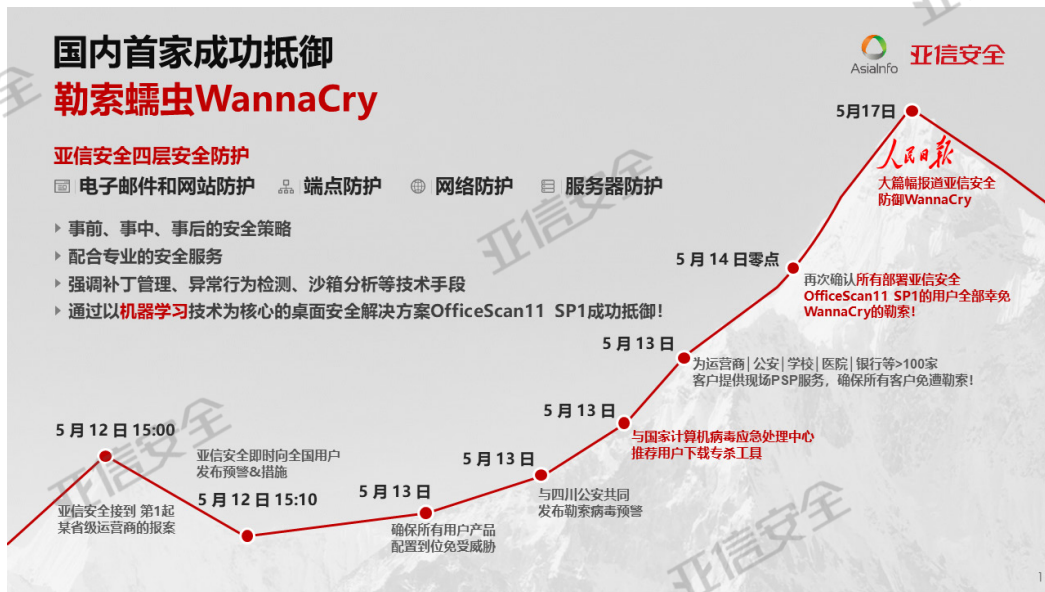 国内首家成功抵御
勒索蠕虫WannaCry
AsiaInfo 亚信安全
亚信安全四层安全防护
电子邮件和网站防护 端点防护 网络防护 服务器防护
事前、事中、事后的安全策略
配合专业的安全服务
强调补丁管理、异常行为检测、沙箱分析等技术手段
通过以机器学习技术为核心的桌面安全解决方案OfficeScan11 SP1成功抵御！
5月12日15:00
亚信安全接到 第1起
某省级运营商的报案
亚信安全即时向全国用户
发布预警&措施
5月12日15:10
5月13日
确保所有用户产品
配置到位免受威胁
5月13日
与四川公安共同
发布勒索病毒预警
5月13日
与国家计算机病毒应急处理中心
推荐用户下载专杀工具
5月13日
为运营商|公安|学校|医院|银行等>100家
客户提供现场PSP服务，确保所有客户免遭勒索！
5月14日零点
再次确认所有部署亚信安全
OfficeScan11 SP1的用户全部幸免
WannaCry的勒索！
5月17日
人民日报
大篇幅报道亚信安全
防御WannaCry
亚信安全
亚信安全
亚信安全
全
亚
1